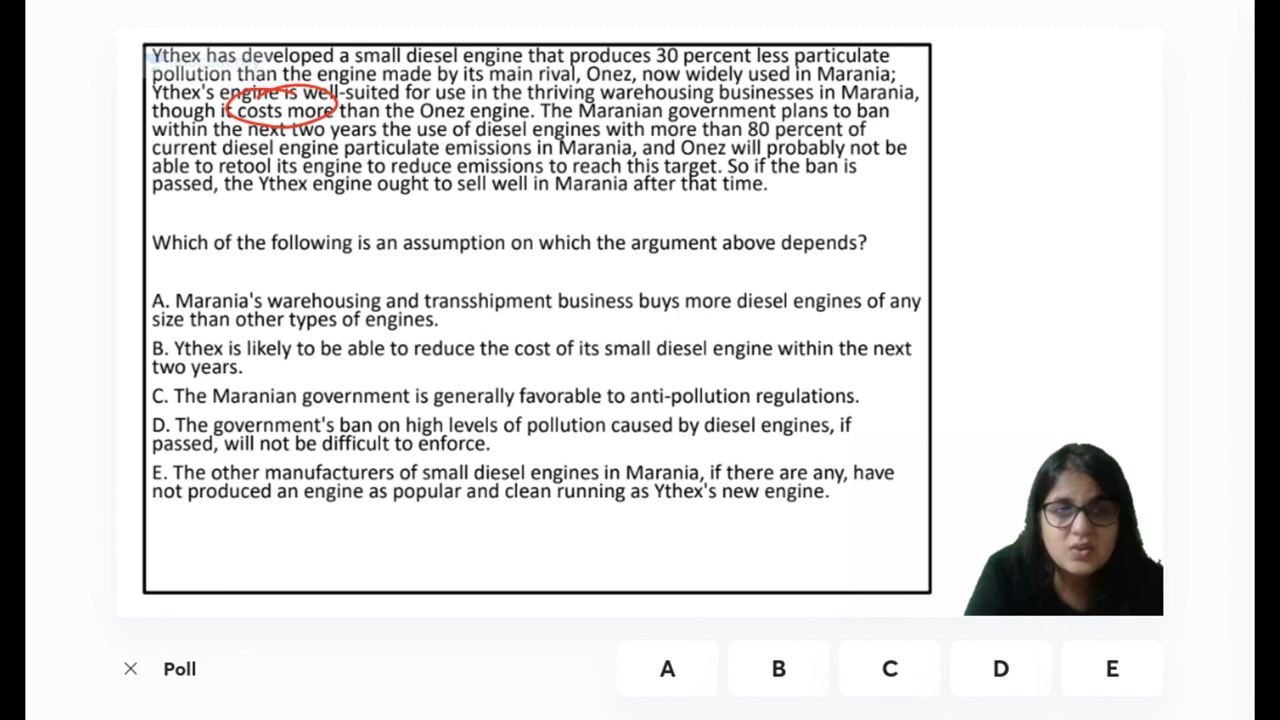 Ythex has developed a small diesel engine that produces 30 percent less particulate
pollution than the engine made by its main rival, Onez, now widely used in Marania;
Ythex's engine is well-suited for use in the thriving warehousing businesses in Marania,
though it costs more than the Onez engine. The Maranian government plans to ban
within the next two years the use of diesel engines with more than 80 percent of
current diesel engine particulate emissions in Marania, and Onez will probably not be
able to retool its engine to reduce emissions to reach this target. So if the ban is
passed, the Ythex engine ought to sell well in Marania after that time.
Which of the following is an assumption on which the argument above depends?
A. Marania's warehousing and transshipment business buys more diesel engines of any
size than other types of engines.
B. Ythex is likely to be able to reduce the cost of its small diesel engine within the next
two years.
C. The Maranian government is generally favorable to anti-pollution regulations.
D. The government's ban on high levels of pollution caused by diesel engines, if
passed, will not be difficult to enforce.
E. The other manufacturers of small diesel engines in Marania, if there are any, have
not produced an engine as popular and clean running as Ythex's new engine.
Poll
A B C D E